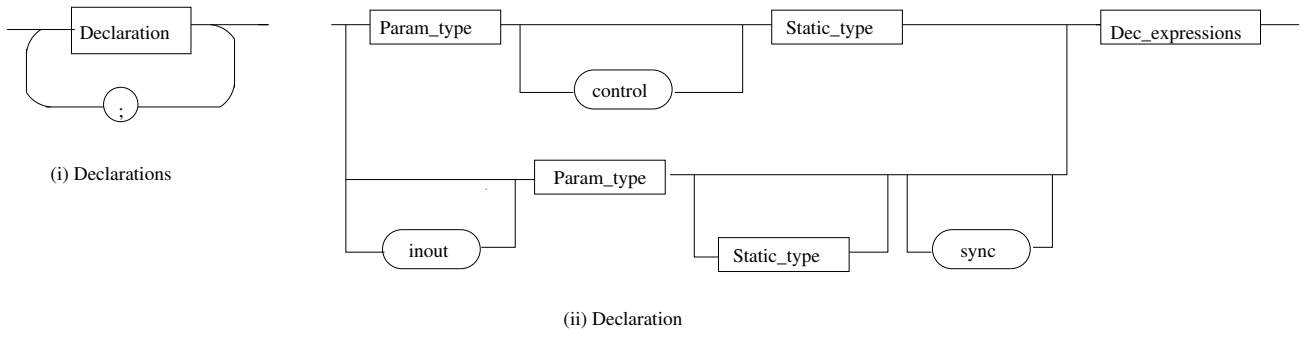 Declaration
;
(i) Declarations
Param_type
control
Static_type
Dec_expressions
inout
Param_type
Static_type
sync
(ii) Declaration